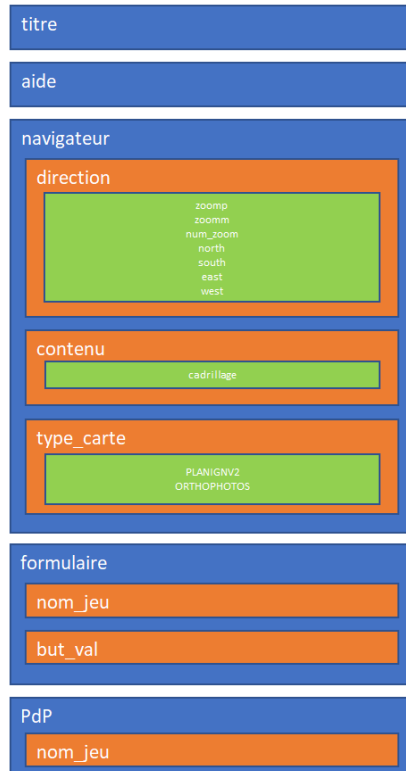 titre
aide
navigateur
direction
zoomp
zoomm
num_zoom
north
south
east
west
contenu
cadrillage
type_carte
PLANIGNV2
ORTHOPHOTOS
formulaire
nom_jeu
but_val
PdP
nom_jeu